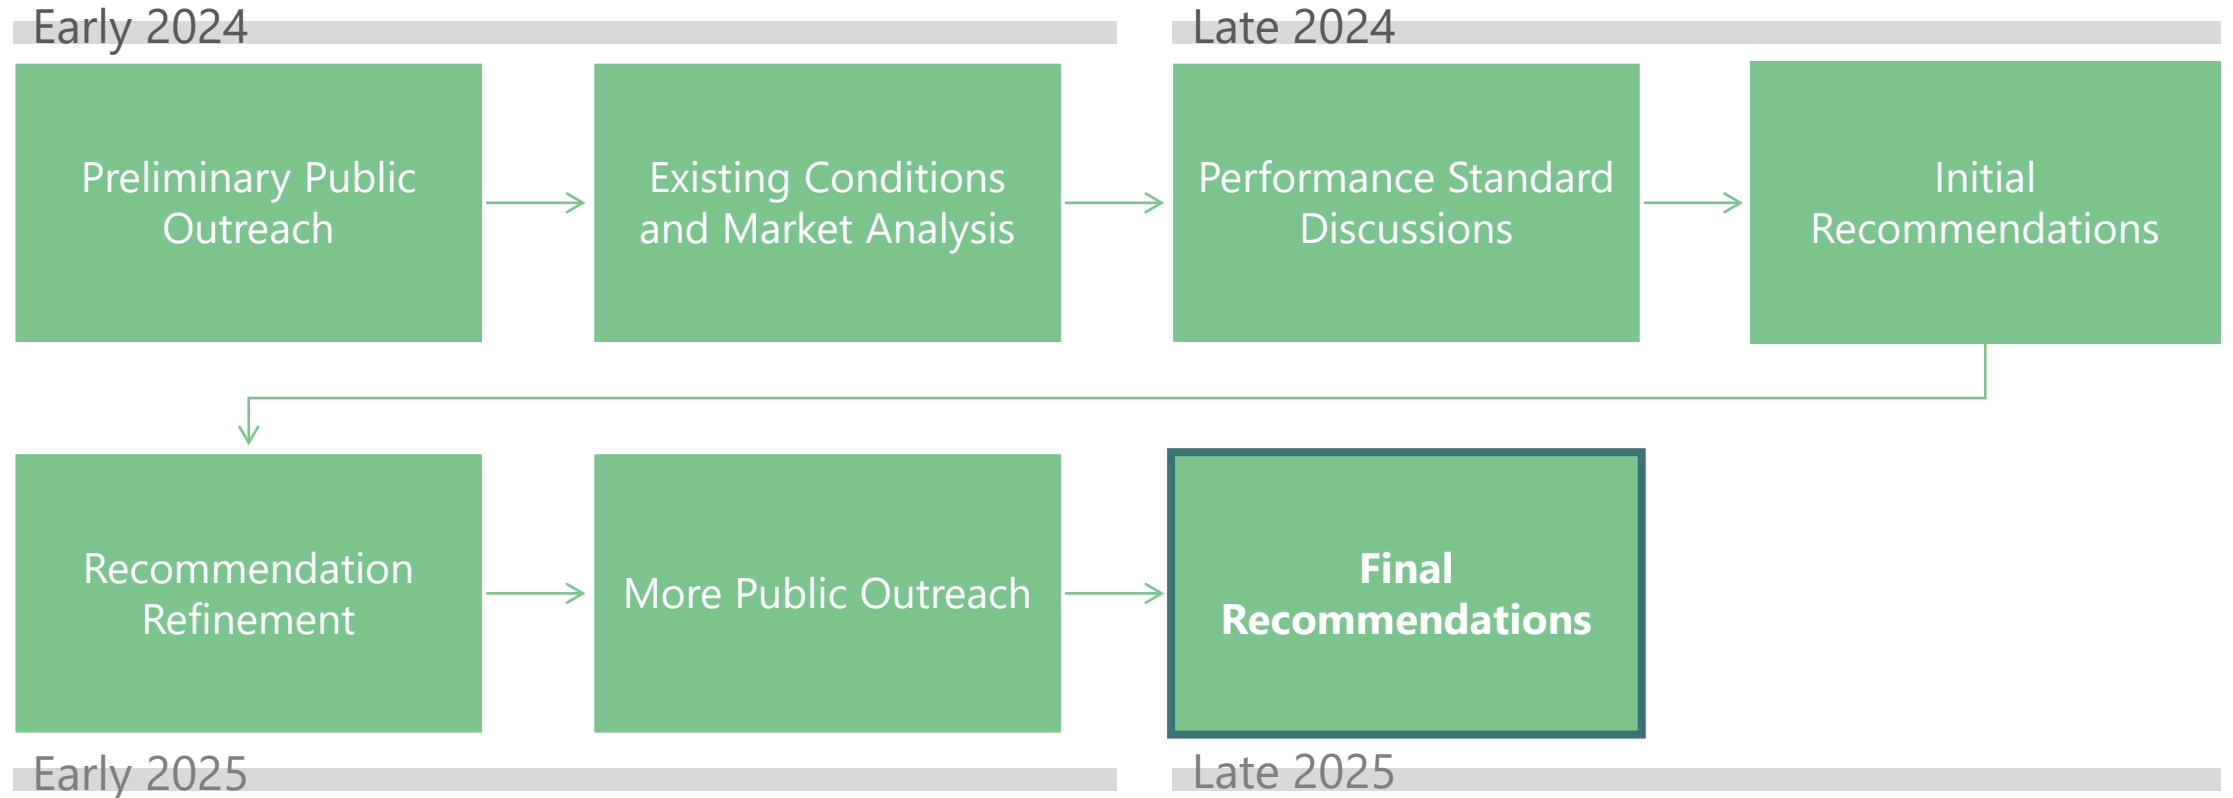 Early 2024
Late 2024
Preliminary Public
Outreach
Existing Conditions
and Market Analysis
Performance Standard
Discussions
Initial
Recommendations
Recommendation
Refinement
More Public Outreach
Final
Recommendations
Early 2025
Late 2025